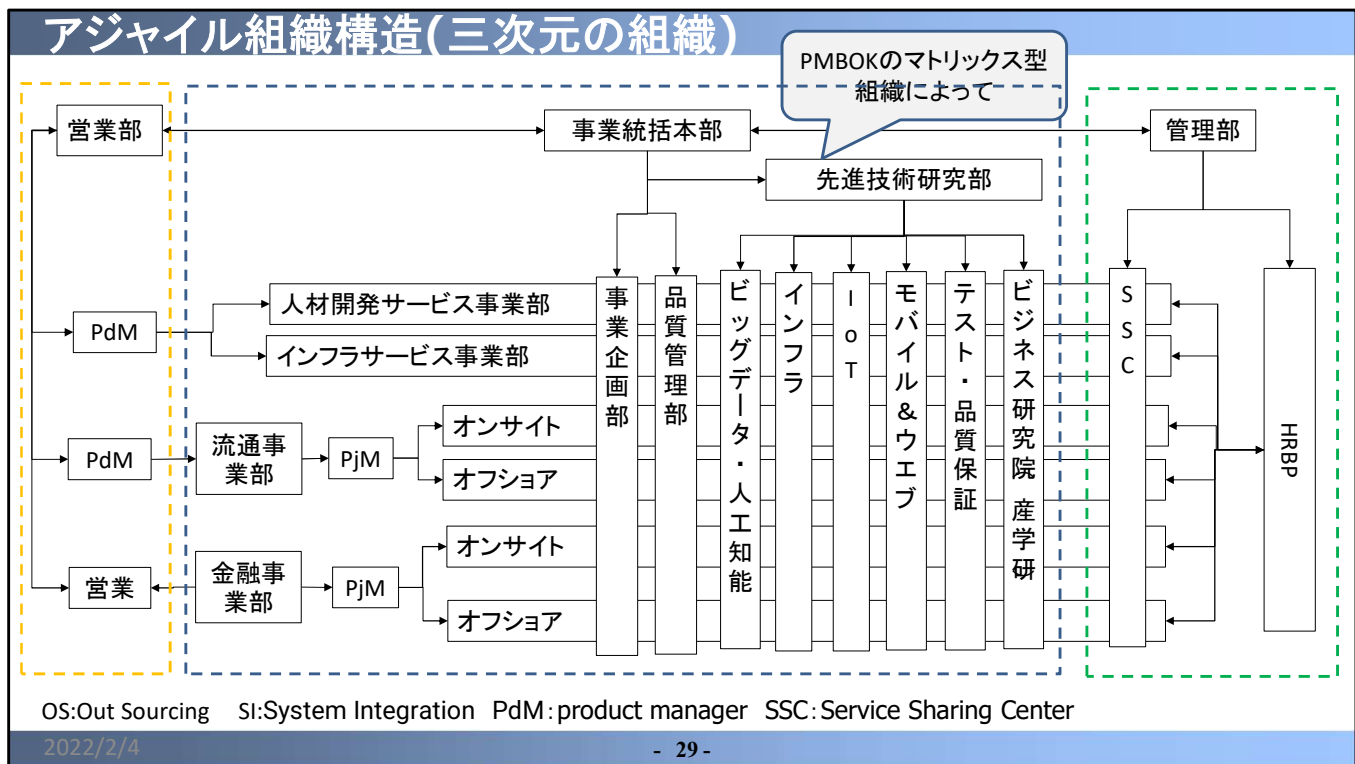 アジャイル組織構造(三次元の組織)
PMBOKのマトリックス型
組織によって
営業部
事業統括本部
管理部
先進技術研究部
人材開発サービス事業部
インフラサービス事業部
PdM
PdM
流通事
業部
PjM
オンサイト
オフショア
営業
金融事
業部
PjM
オンサイト
オフショア
事業企画部
品質管理部
ビッグデータ・人工知能
インフラ
IoT
モバイル&ウエブ
テスト・品質保証
ビジネス研究院 産学研
SSC
HRBP
OS:Out Sourcing SI:System Integration PdM:product manager SSC:Service Sharing Center
2022/2/4
- 29 -